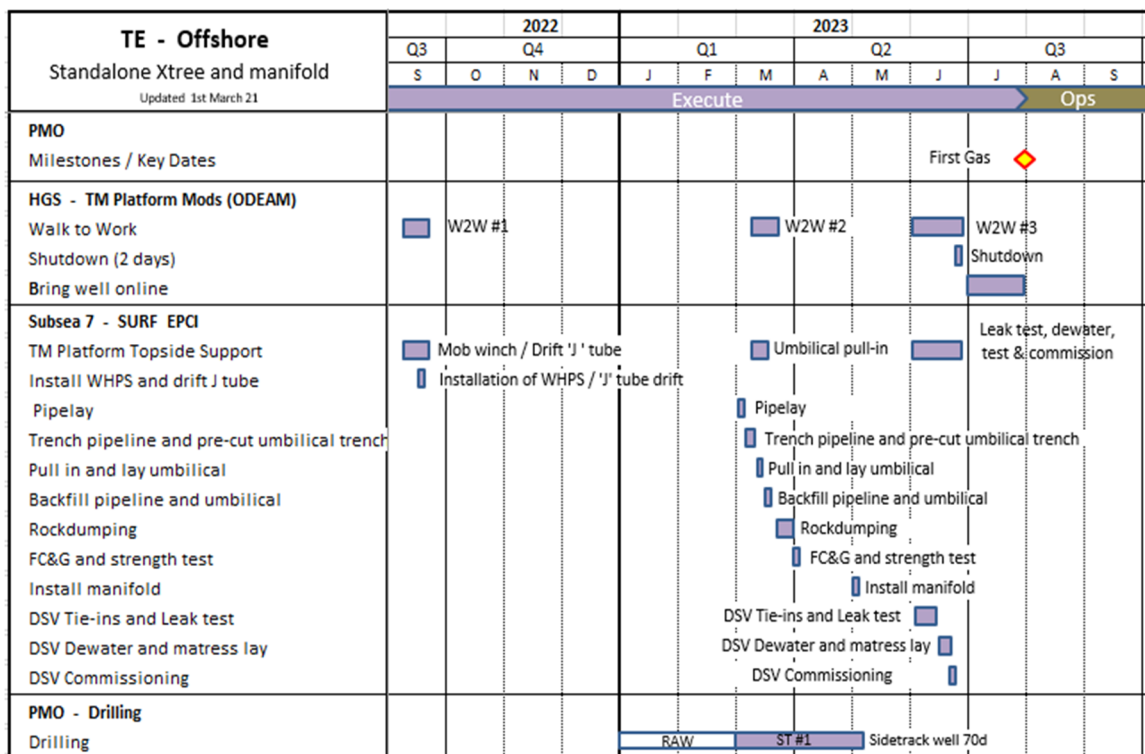 TE - Offshore
Standalone Xtree and manifold
Updated 1st March 21
2022 2023
Q3 Q4 Q1 Q2 Q3
S O N D J F M A M J J A S
Execute Ops
PMO
Milestones / Key Dates First Gas
HGS - TM Platform Mods (ODEAM)
Walk to Work W2W #1 W2W #2 W2W #3
Shutdown (2 days) Shutdown
Bring well online
Subsea 7 - SURF EPCI
TM Platform Topside Support Mob winch / Drift 'J ' tube Umbilical pull-in Leak test, dewater,
test & commission
Install WHPS and drift J tube Installation of WHPS / 'J' tube drift
Pipelay Pipelay
Trench pipeline and pre-cut umbilical trench Trench pipeline and pre-cut umbilical trench
Pull in and lay umbilical Pull in and lay umbilical
Backfill pipeline and umbilical Backfill pipeline and umbilical
Rockdumping Rockdumping
FC&G and strength test FC&G and strength test
Install manifold Install manifold
DSV Tie-ins and Leak test DSV Tie-ins and Leak test
DSV Dewater and matress lay DSV Dewater and matress lay
DSV Commissioning DSV Commissioning
PMO - Drilling
Drilling RAW ST #1 Sidetrack well 70d